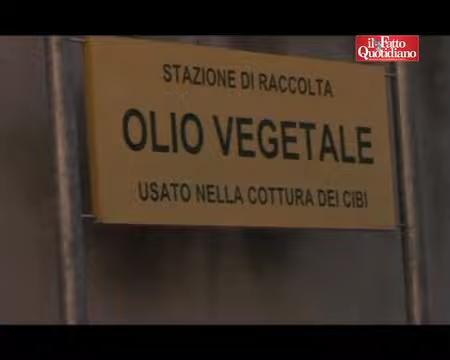 il Fatto
Quotidiano
STAZIONE DI RACCOLTA
OLIO VEGETALE
USATO NELLA COTTURA DEI CIBI